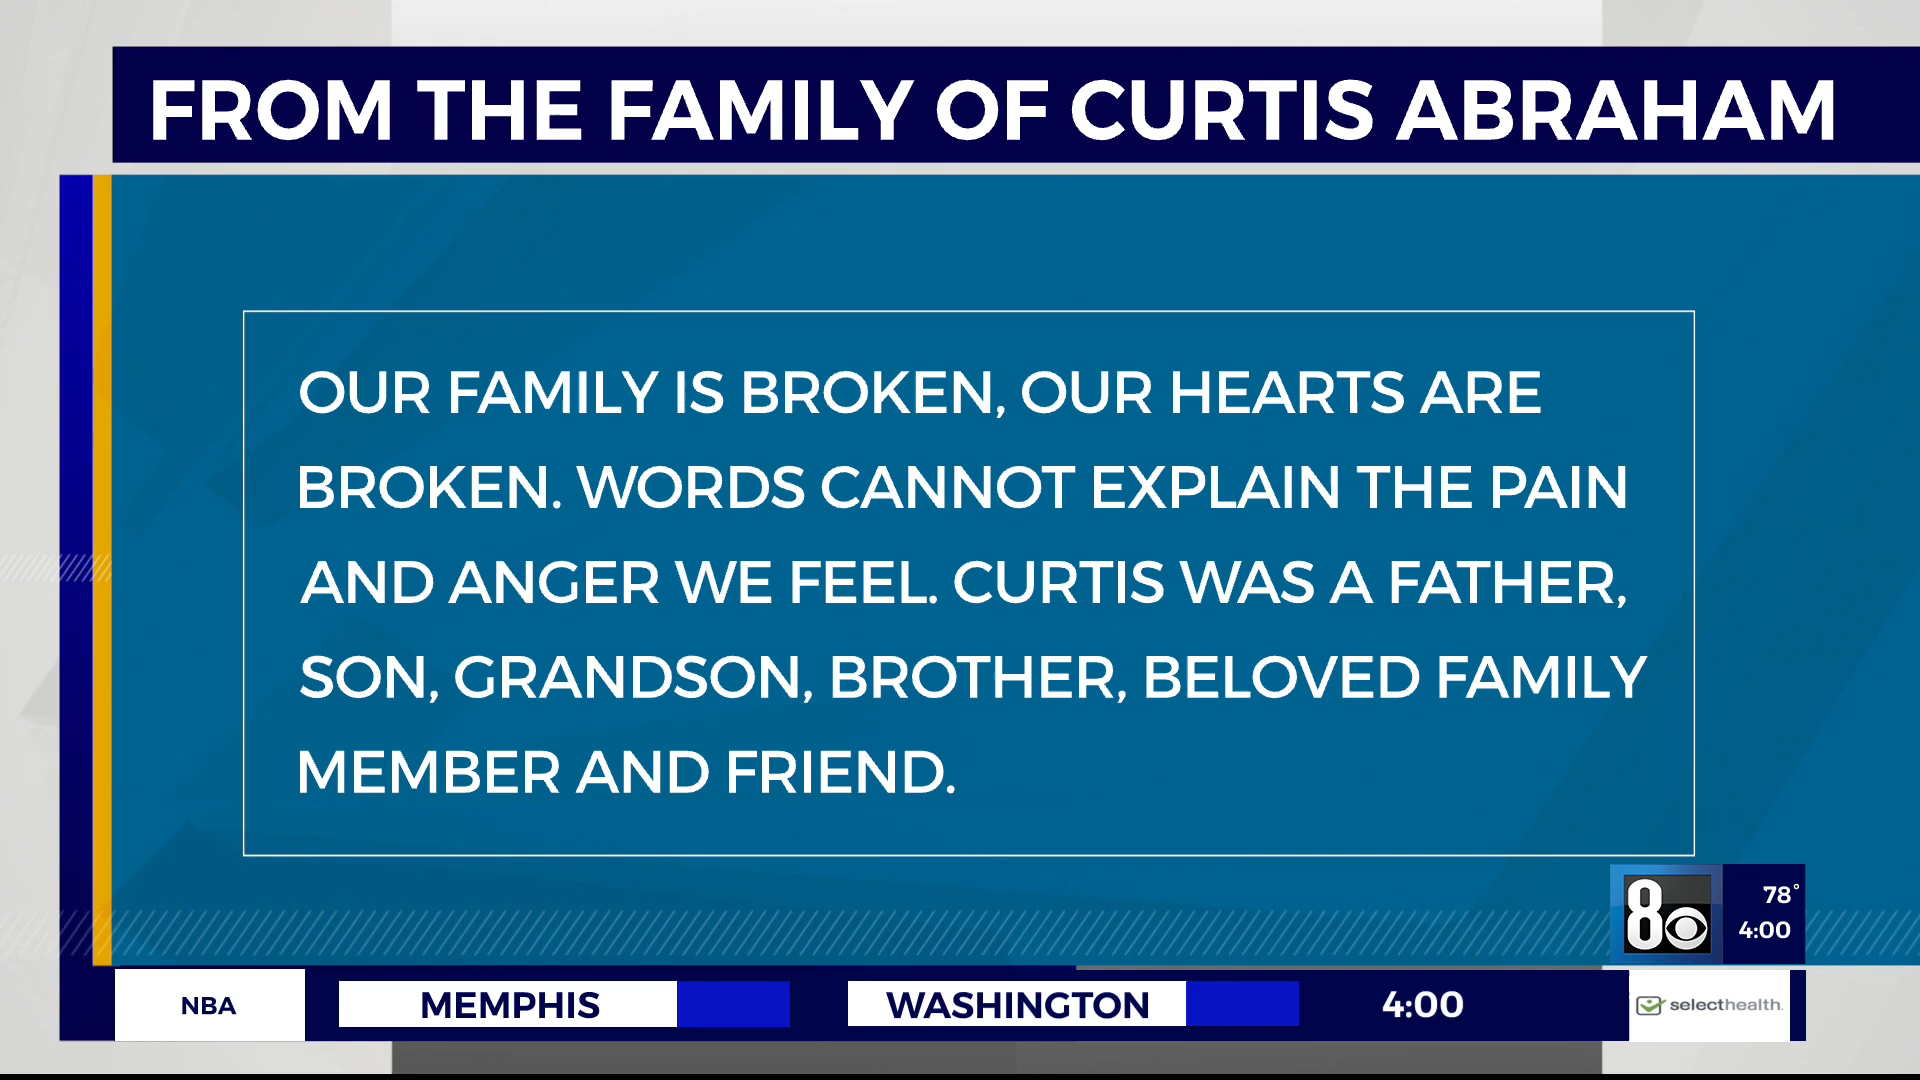 FROM THE FAMILY OF CURTIS ABRAHAM
OUR FAMILY IS BROKEN, OUR HEARTS ARE
BROKEN. WORDS CANNOT EXPLAIN THE PAIN
AND ANGER WE FEEL. CURTIS WAS A FATHER,
SON, GRANDSON, BROTHER, BELOVED FAMILY
MEMBER AND FRIEND.
8
78°
4:00
NBA
MEMPHIS
WASHINGTON
4:00
selecthealth.